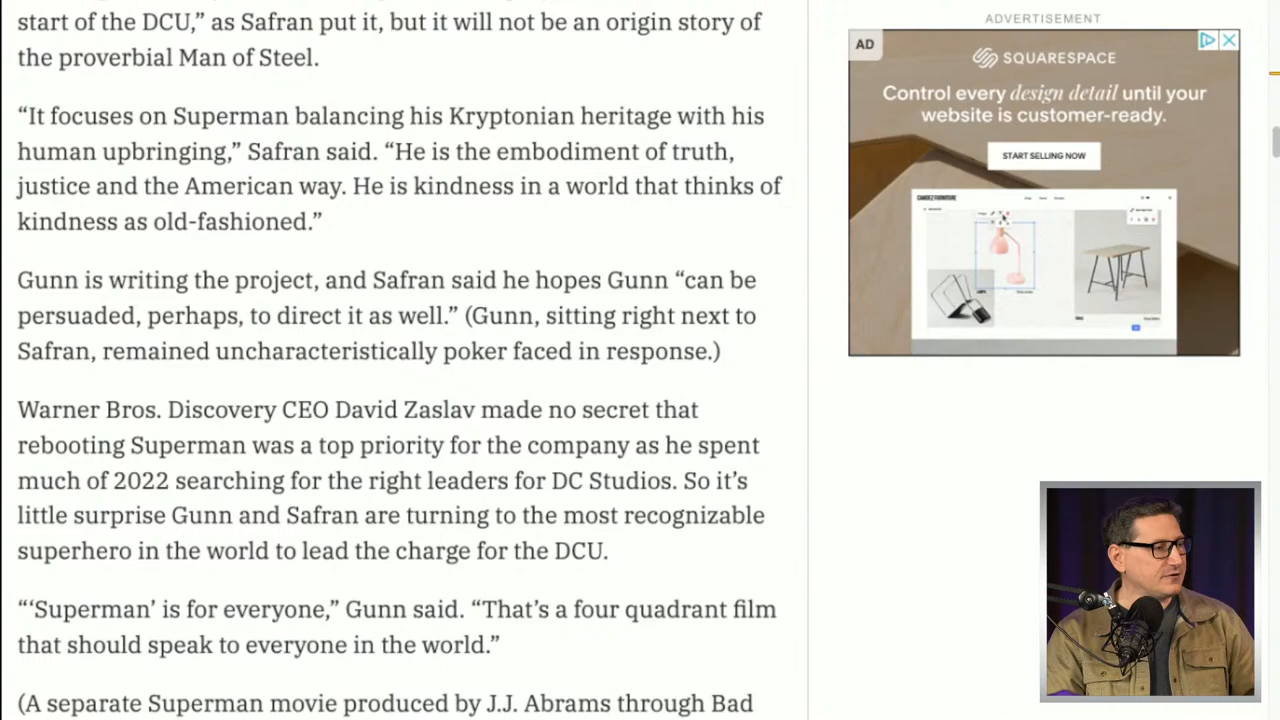 start of the DCU,” as Safran put it, but it will not be an origin story of
the proverbial Man of Steel.
“It focuses on Superman balancing his Kryptonian heritage with his
human upbringing,” Safran said. “He is the embodiment of truth,
justice and the American way. He is kindness in a world that thinks of
kindness as old-fashioned.”
Gunn is writing the project, and Safran said he hopes Gunn “can be
persuaded, perhaps, to direct it as well.” (Gunn, sitting right next to
Safran, remained uncharacteristically poker faced in response.)
Warner Bros. Discovery CEO David Zaslav made no secret that
rebooting Superman was a top priority for the company as he spent
much of 2022 searching for the right leaders for DC Studios. So it’s
little surprise Gunn and Safran are turning to the most recognizable
superhero in the world to lead the charge for the DCU.
“‘Superman’ is for everyone,” Gunn said. “That’s a four quadrant film
that should speak to everyone in the world.”
(A separate Superman movie produced by J.J. Abrams through Bad
ADVERTISEMENT
AD
SQUARESPACE
Control every design detail until your
website is customer-ready.
START SELLING NOW